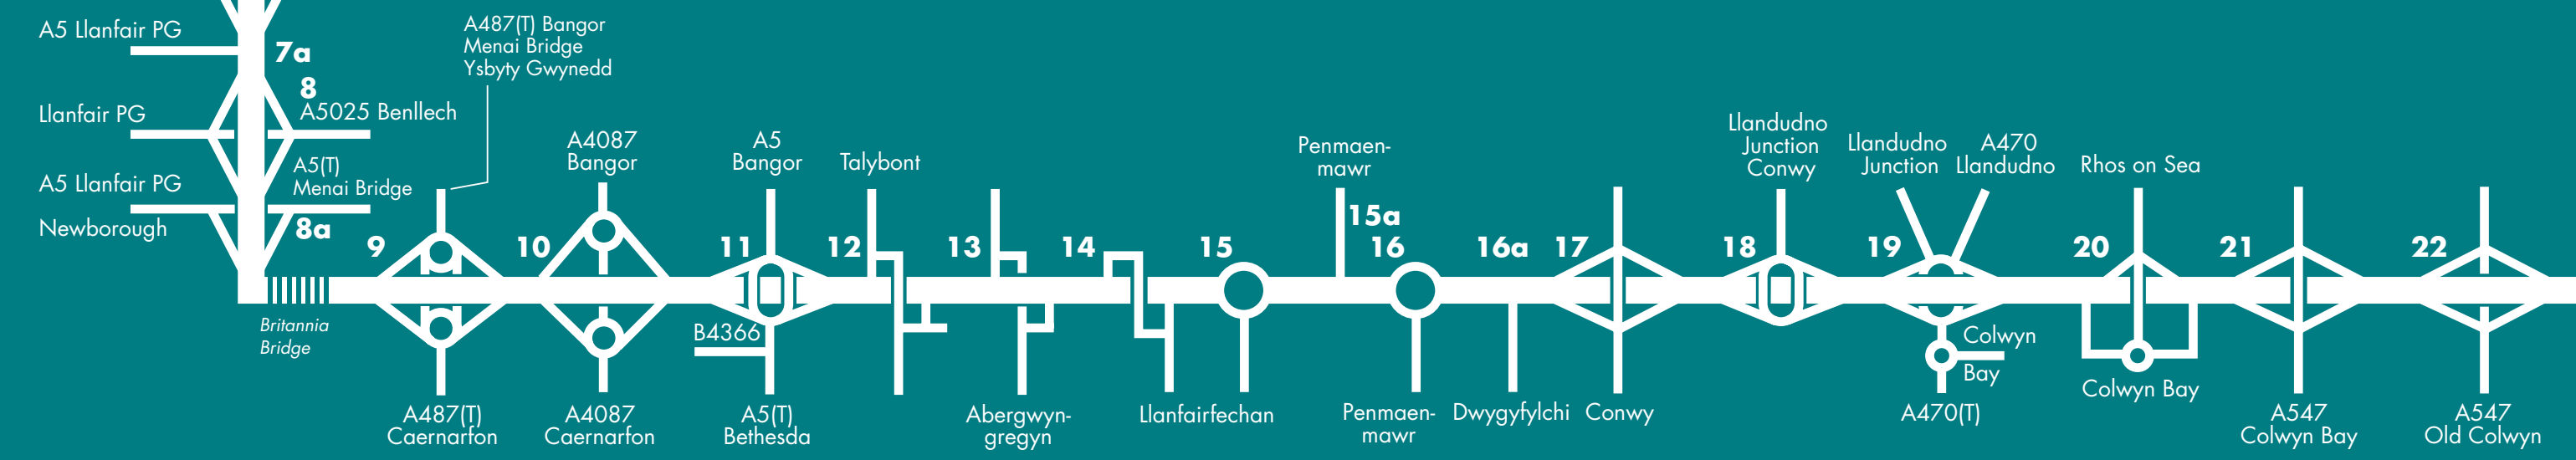 A5 Llanfair PG
7a
8
Llanfair PG
A5025 Benllech
A5(T)
Menai Bridge
A5 Llanfair PG
Newborough
8a
Britannia
Bridge
A487(T) Bangor
Menai Bridge
Ysbyty Gwynedd
9
A487(T)
Caernarfon
A4087
Bangor
10
A4087
Caernarfon
A5
Bangor
11
B4366
A5(T)
Bethesda
Talybont
12
13
Abergwyn-
gregyn
14
Llanfairfechan
15
Penmaen-
mawr
15a
16
Penmaen-
mawr
16a
Dwygyfylchi
17
Conwy
Llandudno
Junction
Conwy
18
Llandudno
Junction
A470
Llandudno
19
Colwyn
Bay
A470(T)
Rhos on Sea
20
Colwyn Bay
21
A547
Colwyn Bay
22
A547
Old Colwyn